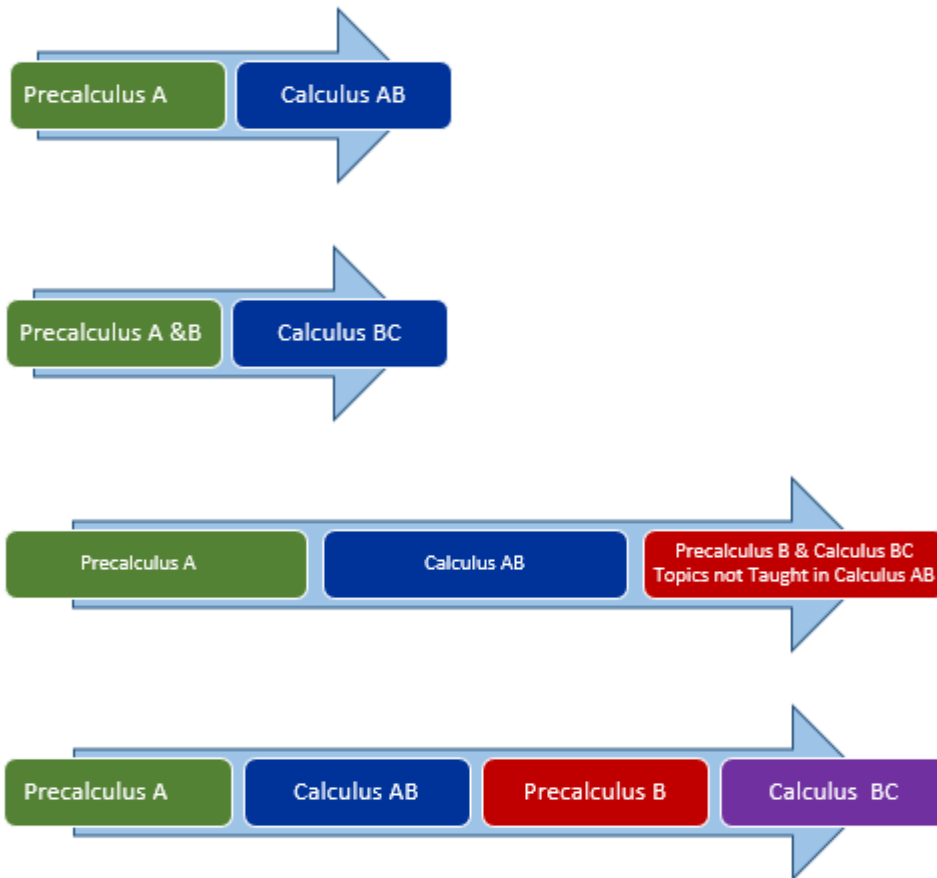 Precalculus A
Calculus AB
Precalculus A &B
Calculus BC
Precalculus A
Calculus AB
Precalculus B & Calculus BC
Topics not Taught in Calculus AB
Precalculus A
Calculus AB
Precalculus B
Calculus  BC